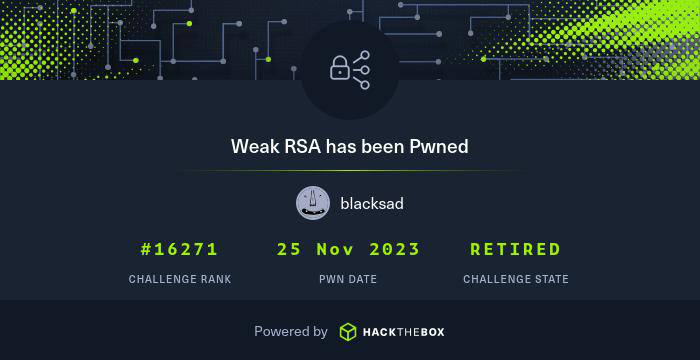 Weak RSA has been Pwned
blacksad
#16271 25 Nov 2023 RETIRED
CHALLENGE RANK PWN DATE CHALLENGE STATE
Powered by HACKTHEBOX